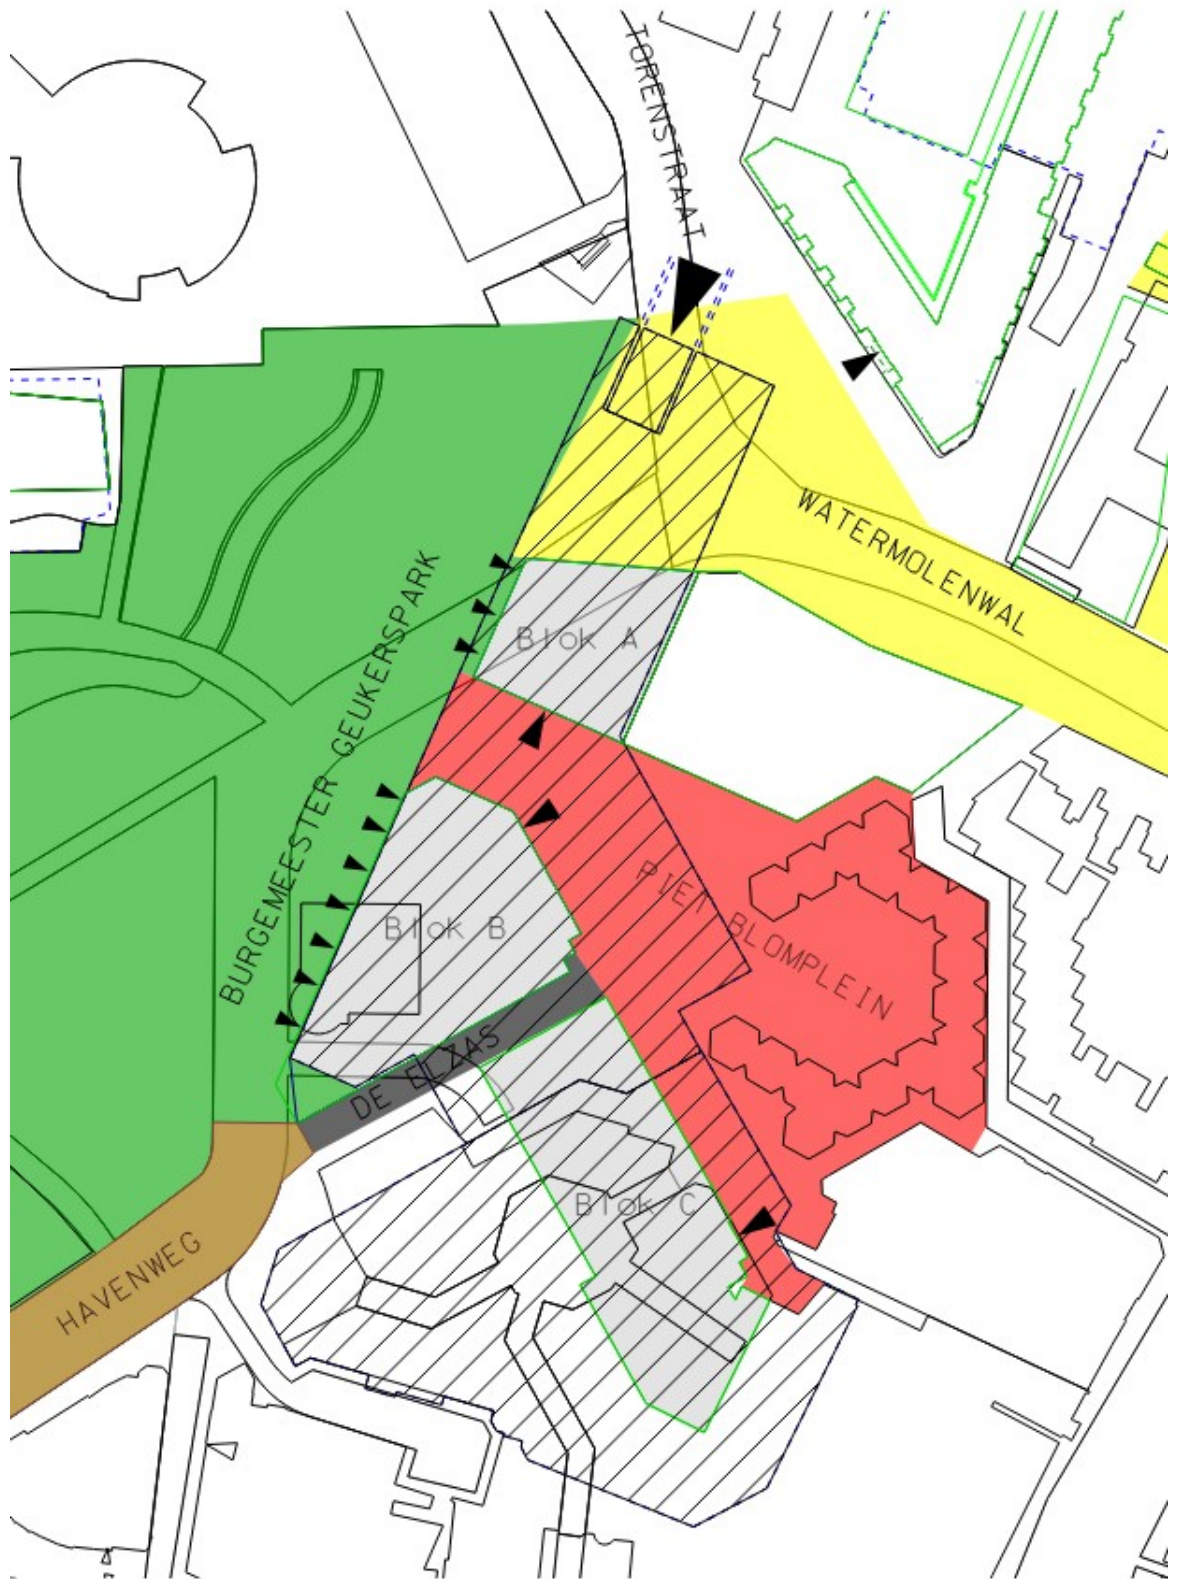 TORENSTRAAT
WATERMOLENWAL
Blok A
BURGEMEESTER GEUKERSPARK
PIET BLOMPLEIN
Blok B
DE ELZAS
Blok C
HAVENWEG